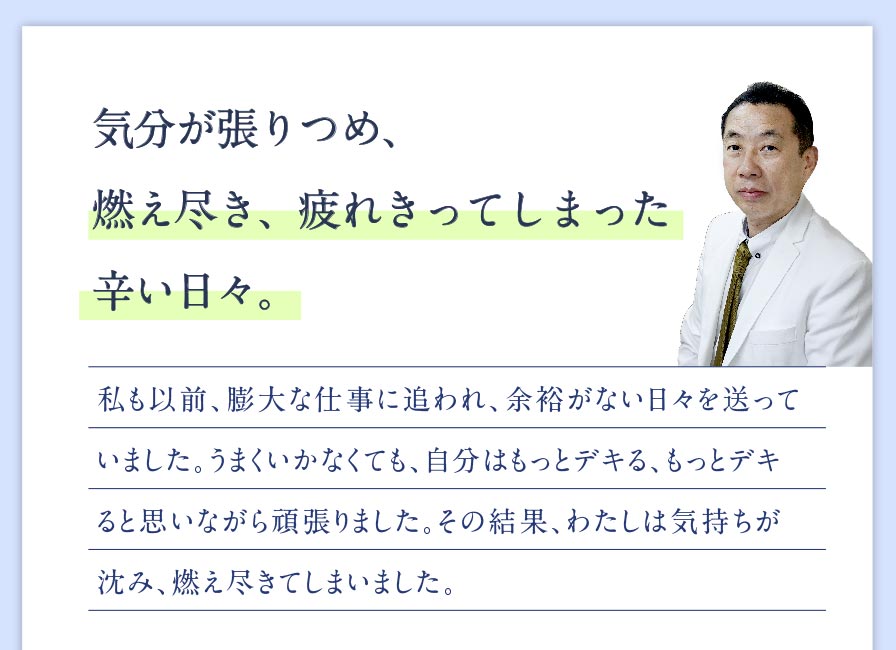 気分が張りつめ、
燃え尽き、疲れきってしまった
辛い日々。
私も以前、膨大な仕事に追われ、余裕がない日々を送って
いました。うまくいかなくても、自分はもっとデキる、もっとデキ
ると思いながら頑張りました。その結果、わたしは気持ちが
沈み、燃え尽きてしまいました。